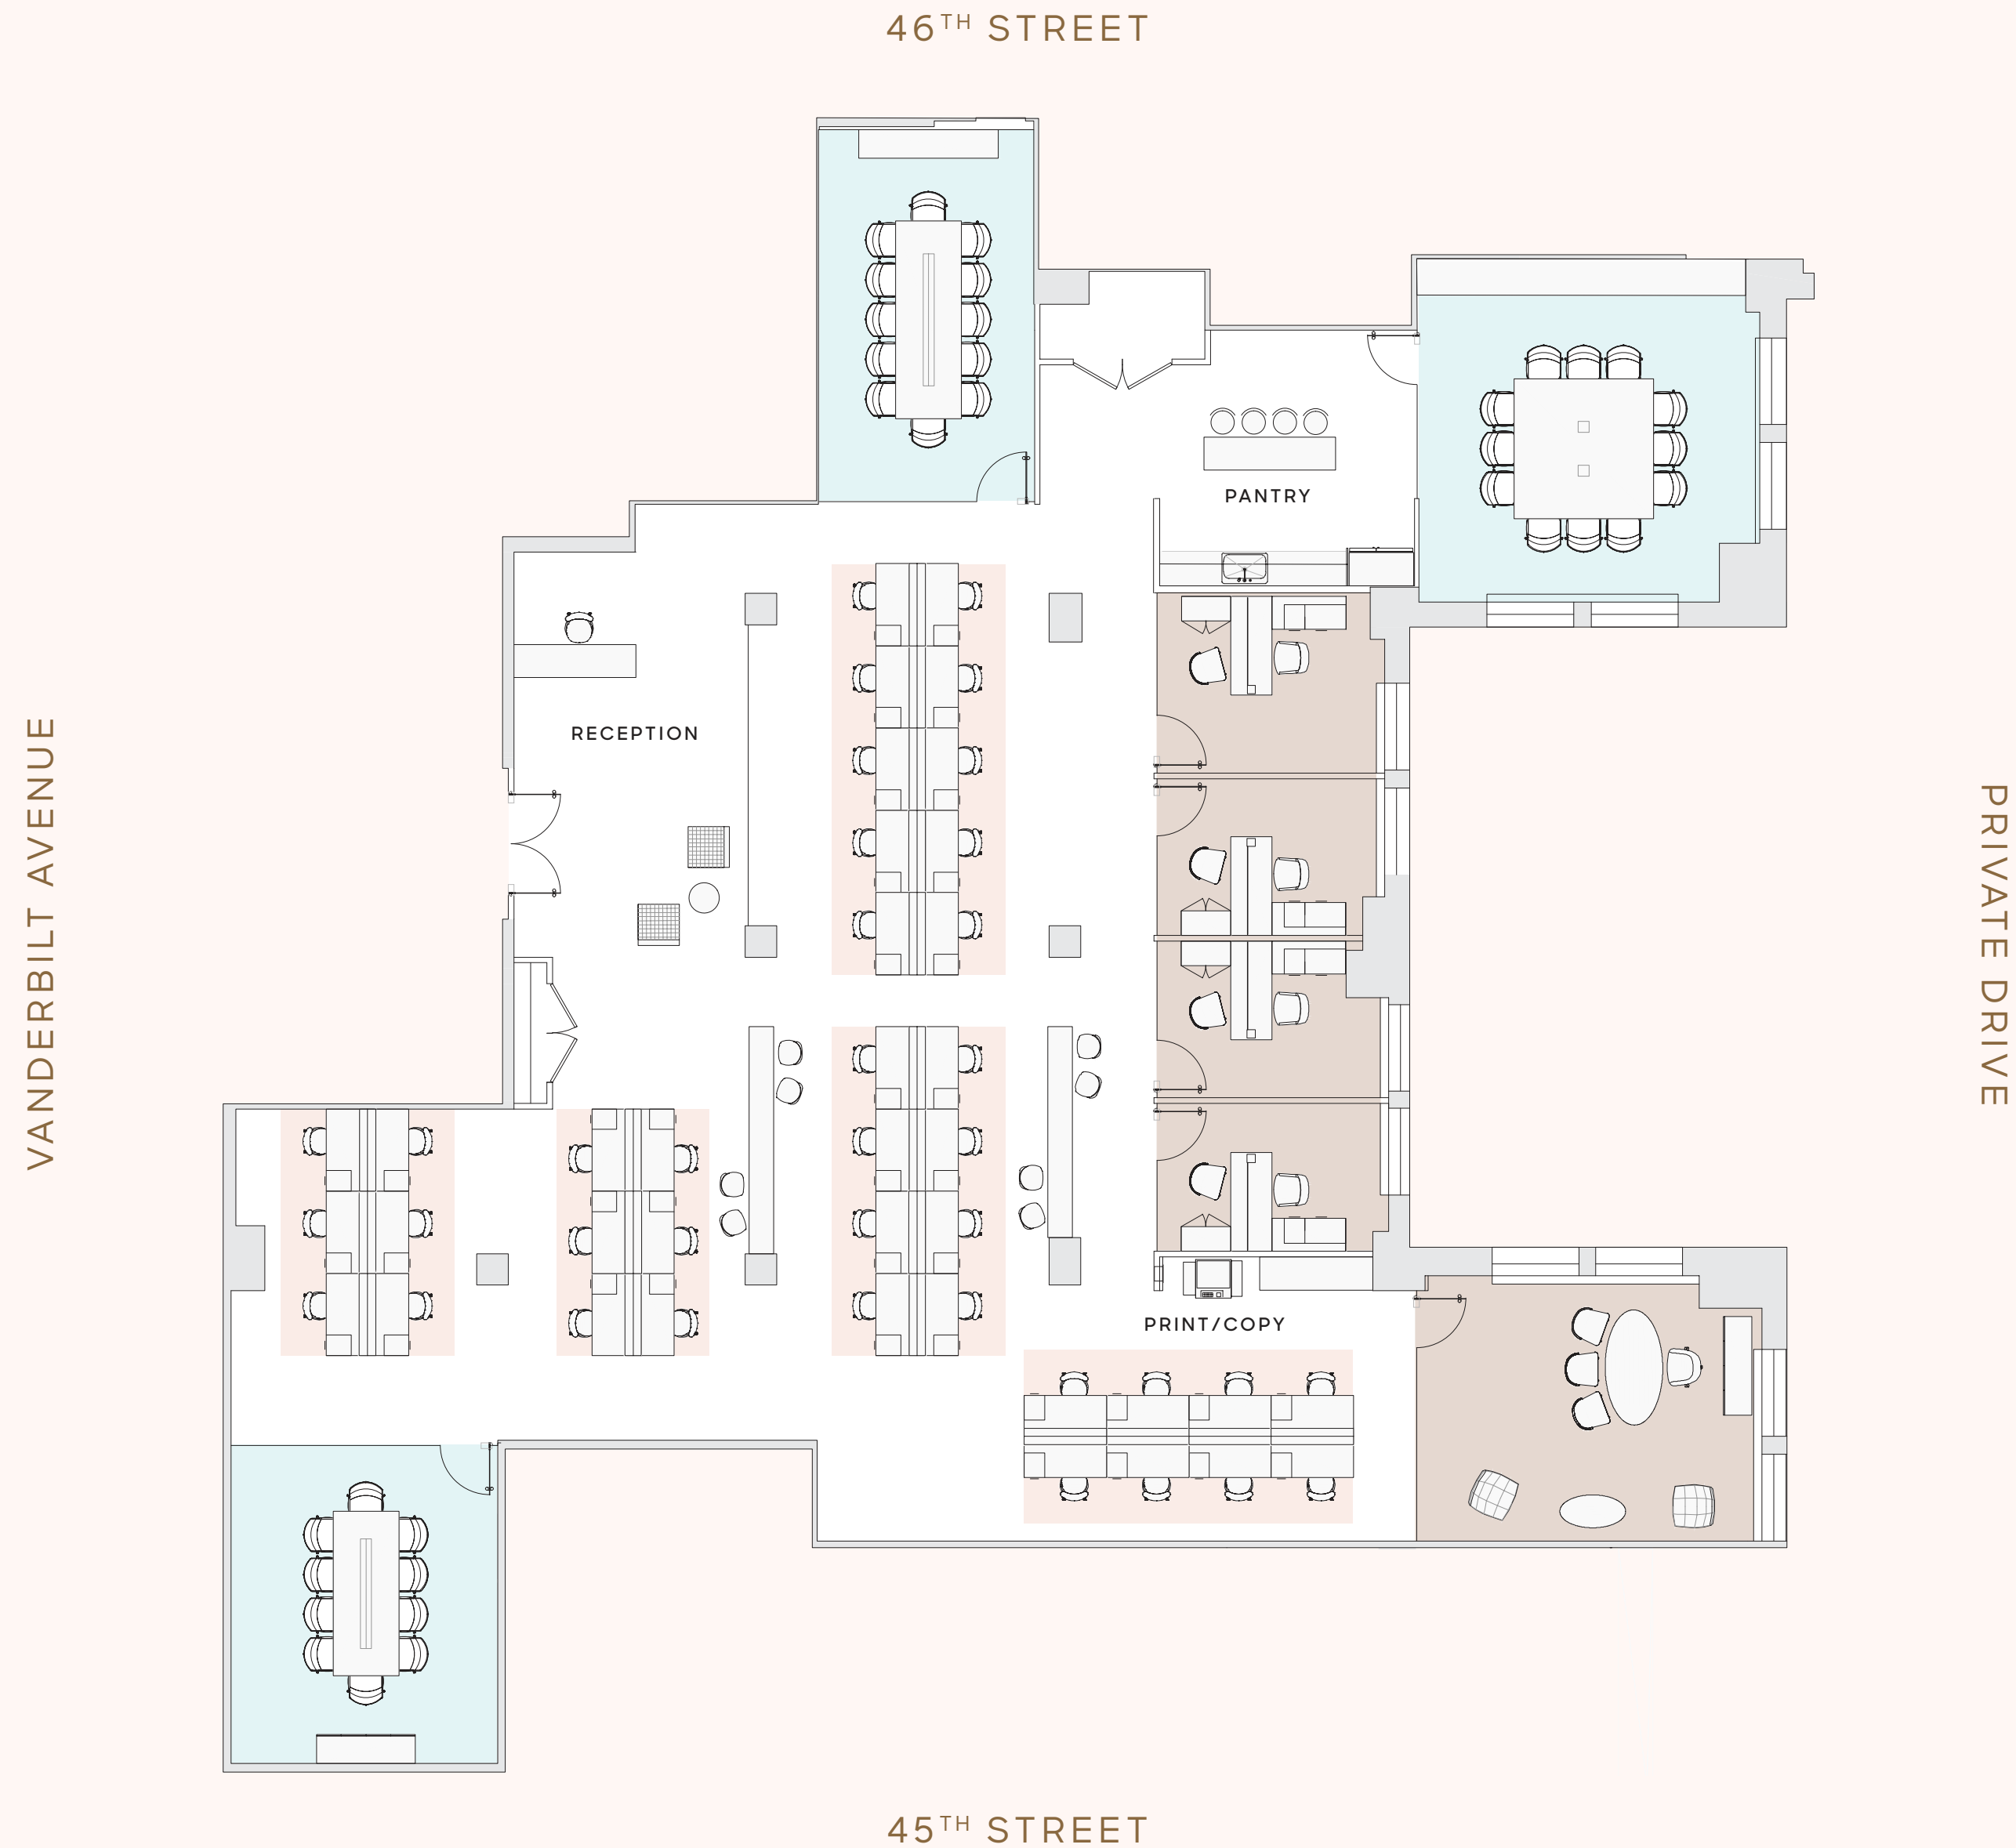 46TH STREET
PANTRY
RECEPTION
VANDERBILT AVENUE
PRIVATE DRIVE
PRINT/COPY
45TH STREET